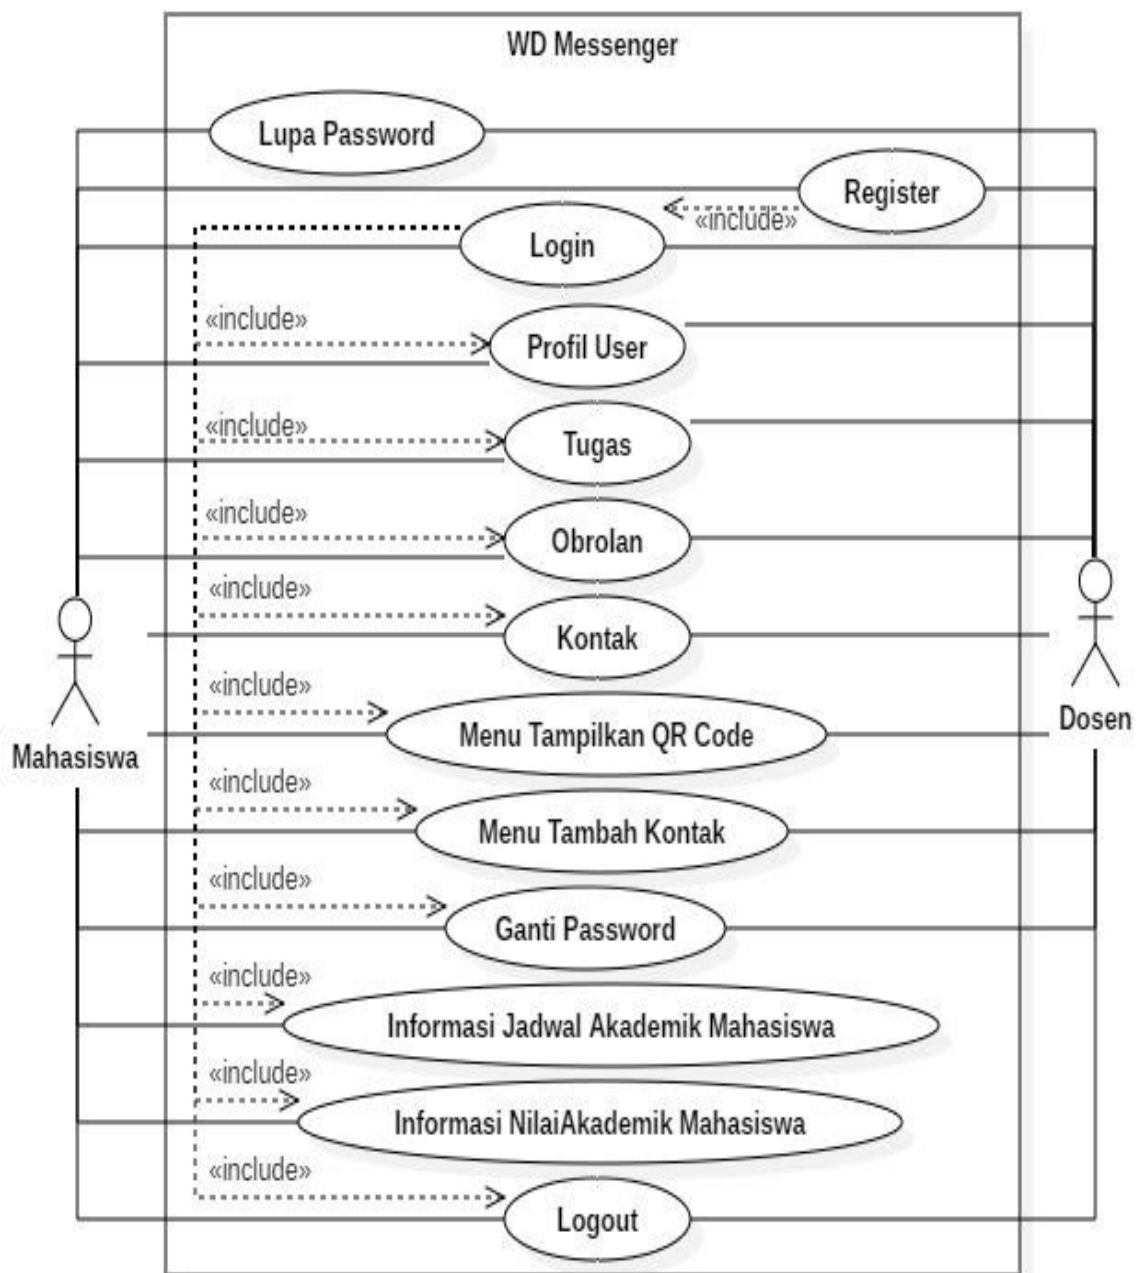 WD Messenger
Lupa Password
Register
«include»
Login
«include»
Profil User
«include»
Tugas
«include»
Obrolan
«include»
Kontak
«include»
Menu Tampilkan QR Code
Dosen
Mahasiswa
«include»
Menu Tambah Kontak
«include»
Ganti Password
«include»
Informasi Jadwal Akademik Mahasiswa
«include»
Informasi NilaiAkademik Mahasiswa
«include»
Logout